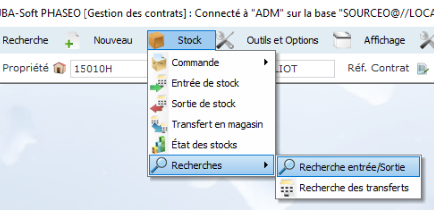 UBA-Soft PHASEO [Gestion des contrats] : Connecté à "ADM" sur la base "SOURCEO@//LOCA
Recherche Nouveau Stock Outils et Options Affichage
Propriété 15010H LIOT Réf. Contrat
Commande
Entrée de stock
Sortie de stock
Transfert en magasin
État des stocks
Recherches
Recherche entrée/Sortie
Recherche des transferts